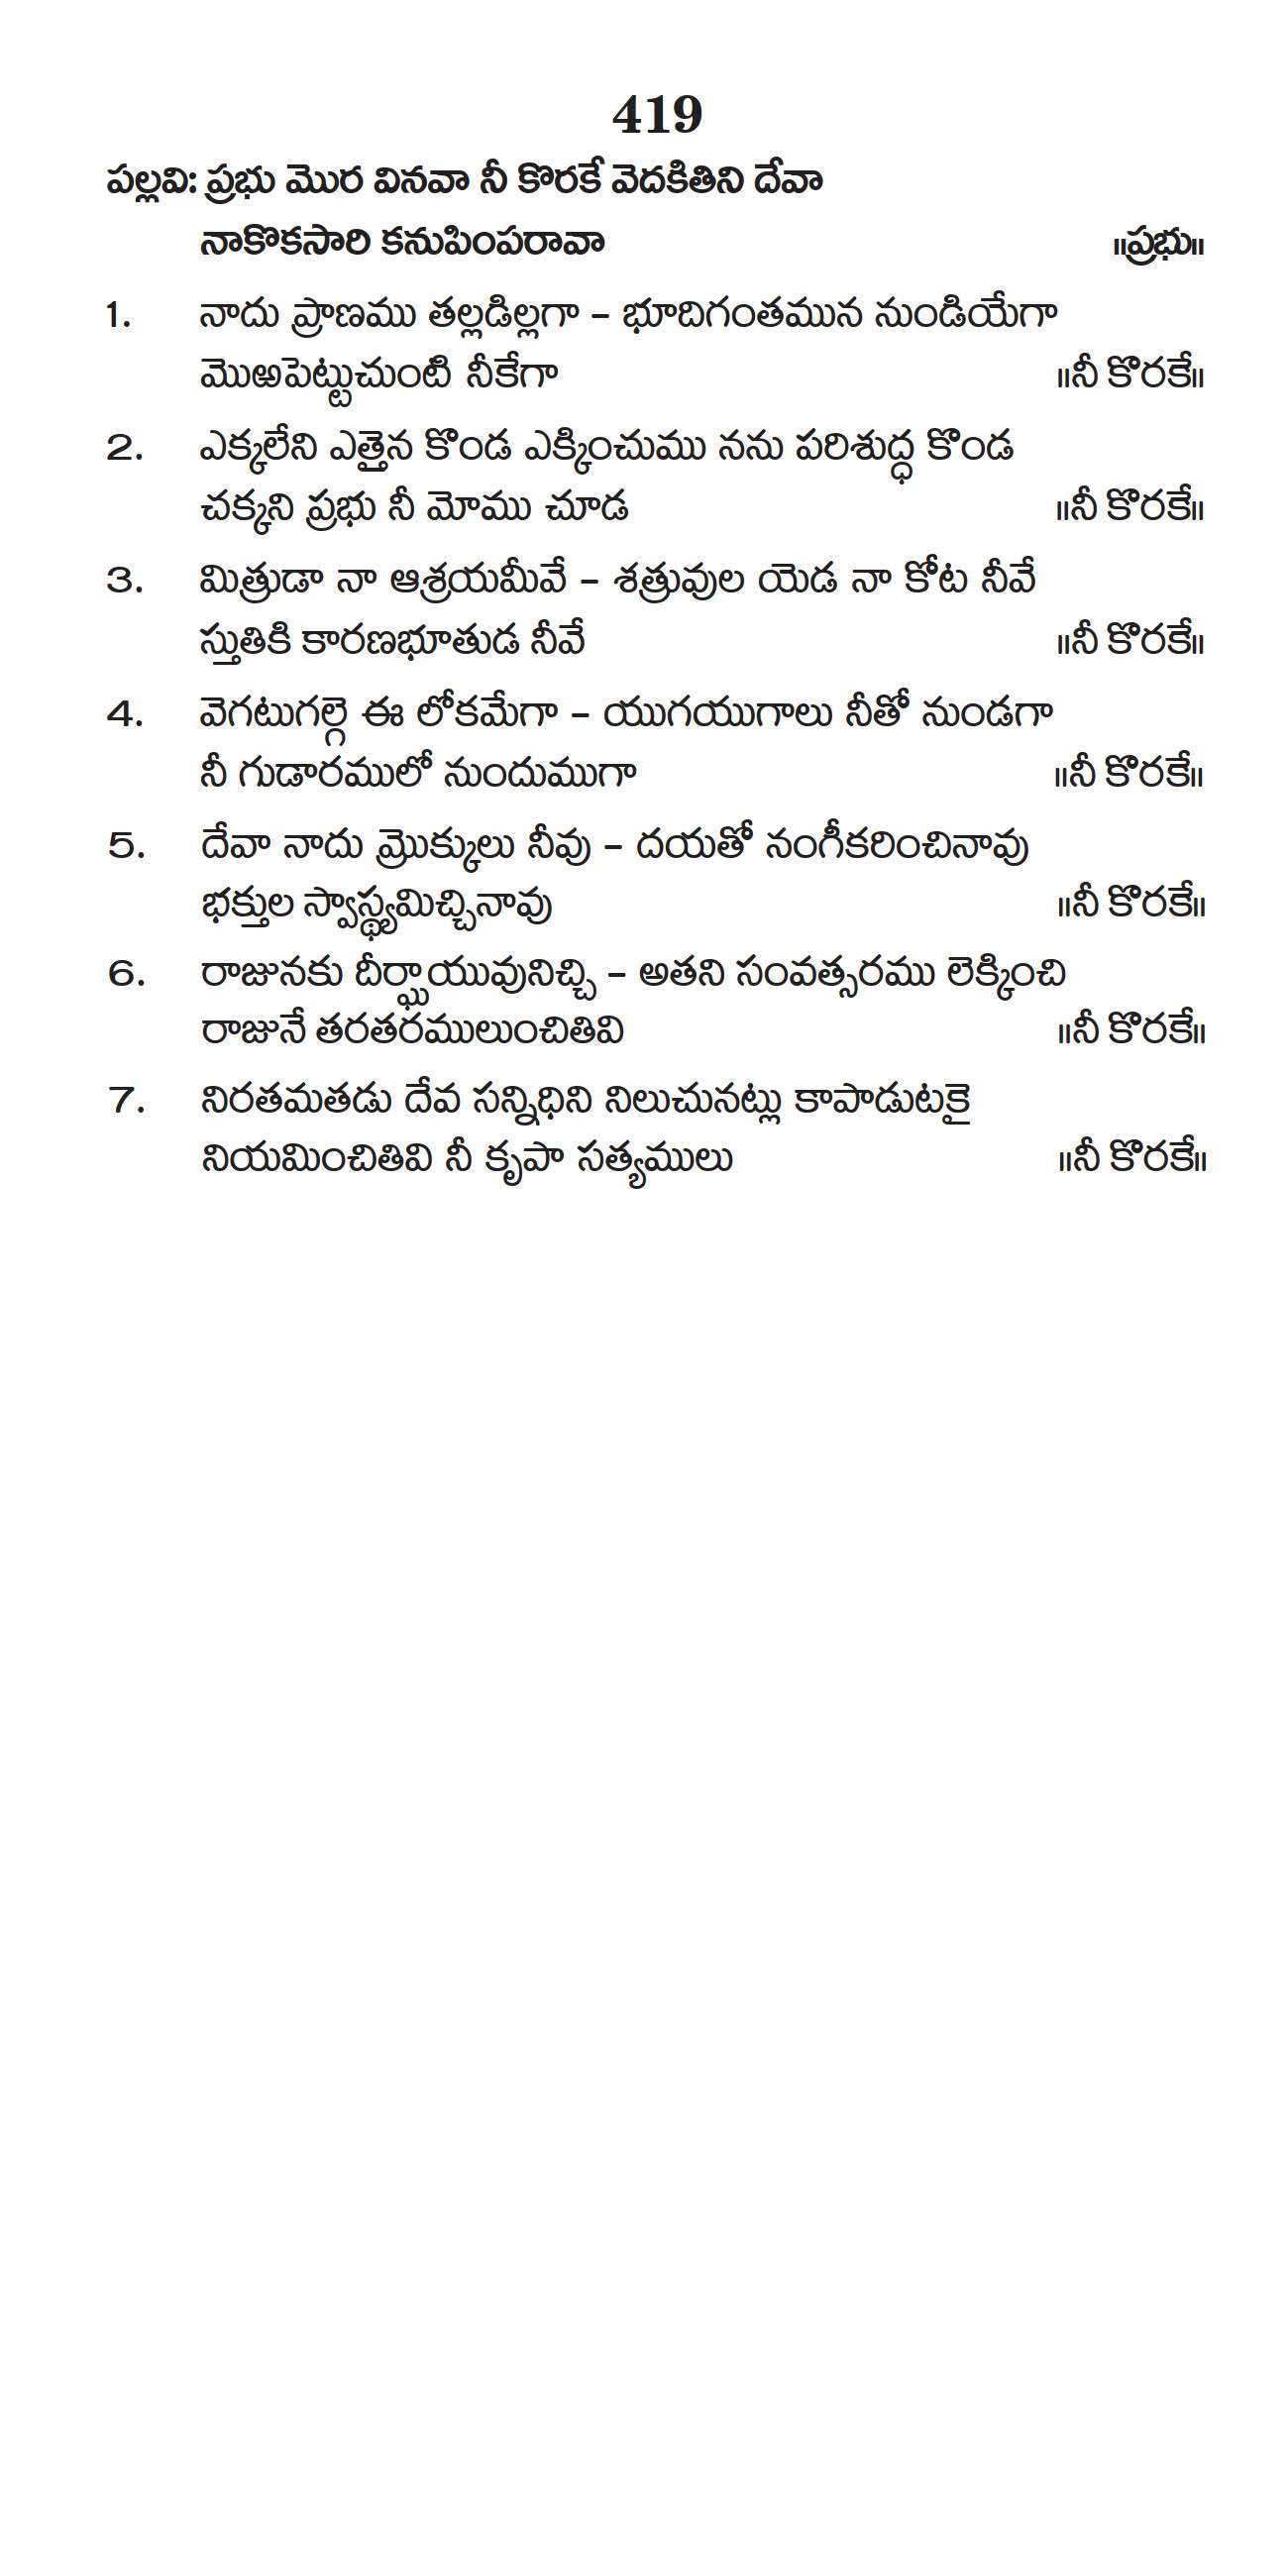 419
పల్లవి: ప్రభు మొర వినవా నీ కొరకే వెదకితిని దేవా
నాకొకసారి కనుపింపరావా ॥ప్రభు॥
1. నాదు ప్రాణము తల్లడిల్లగా – భూదిగంతమున నుండియేగా
మొఱపెట్టుచుంటి నీకేగా ॥నీ కొరకే॥
2. ఎక్కలేని ఎత్తైన కొండ ఎక్కించుము నను పరిశుద్ధ కొండ
చక్కని ప్రభు నీ మోము చూడ ॥నీ కొరకే॥
3. మిత్రుడా నా ఆశ్రయమీవే – శత్రువుల యెడ నా కోట నీవే
స్తుతికి కారణభూతుడ నీవే ॥నీ కొరకే॥
4. వెగటుగల్గె ఈ లోకమేగా – యుగయుగాలు నీతో నుండగా
నీ గుడారములో నుందుముగా ॥నీ కొరకే॥
5. దేవా నాదు మ్రొక్కులు నీవు – దయతో నంగీకరించినావు
భక్తుల స్వాస్థ్యమిచ్చినావు ॥నీ కొరకే॥
6. రాజునకు దీర్ఘాయువునిచ్చి – అతని సంవత్సరము లెక్కించి
రాజునే తరతరములుంచితివి ॥నీ కొరకే॥
7. నిరతమతడు దేవ సన్నిధిని నిలుచునట్లు కాపాడుటకై
నియమించితివి నీ కృపా సత్యములు ॥నీ కొరకే॥